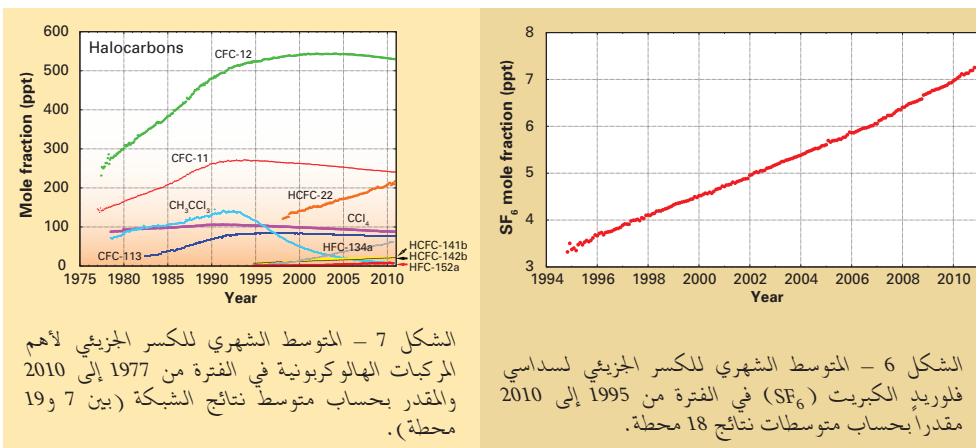 Halocarbons
Mole fraction (ppt)
600
500
400
300
200
100
0
CFC-12
CFC-11
HCFC-22
CH3CCl3
CCl4
CFC-113
HFC-134a
HCFC-141b
HCFC-142b
HFC-152a
1975 1980 1985 1990 1995 2000 2005 2010
Year
الشكل 7 – المتوسط الشهري للكسر الجزيئي لأهم
المركبات الهالوكربونية في الفترة من 1977 إلى 2010
والمقدر بحساب متوسط نتائج الشبكة (بين 7 و19
محطة).
SF6 mole fraction (ppt)
8
7
6
5
4
3
1994 1996 1998 2000 2002 2004 2006 2008 2010
Year
الشكل 6 – المتوسط الشهري للكسر الجزيئي لسداسي
فلوريد الكبريت (SF6) في الفترة من 1995 إلى 2010
مقدراً بحساب متوسطات نتائج 18 محطة.